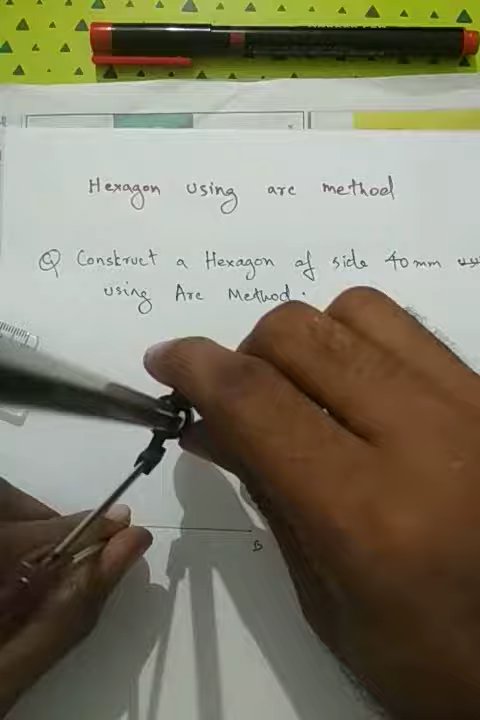 Hexagon using arc method
Q Construct a Hexagon of side 40mm
using Arc Method.
B